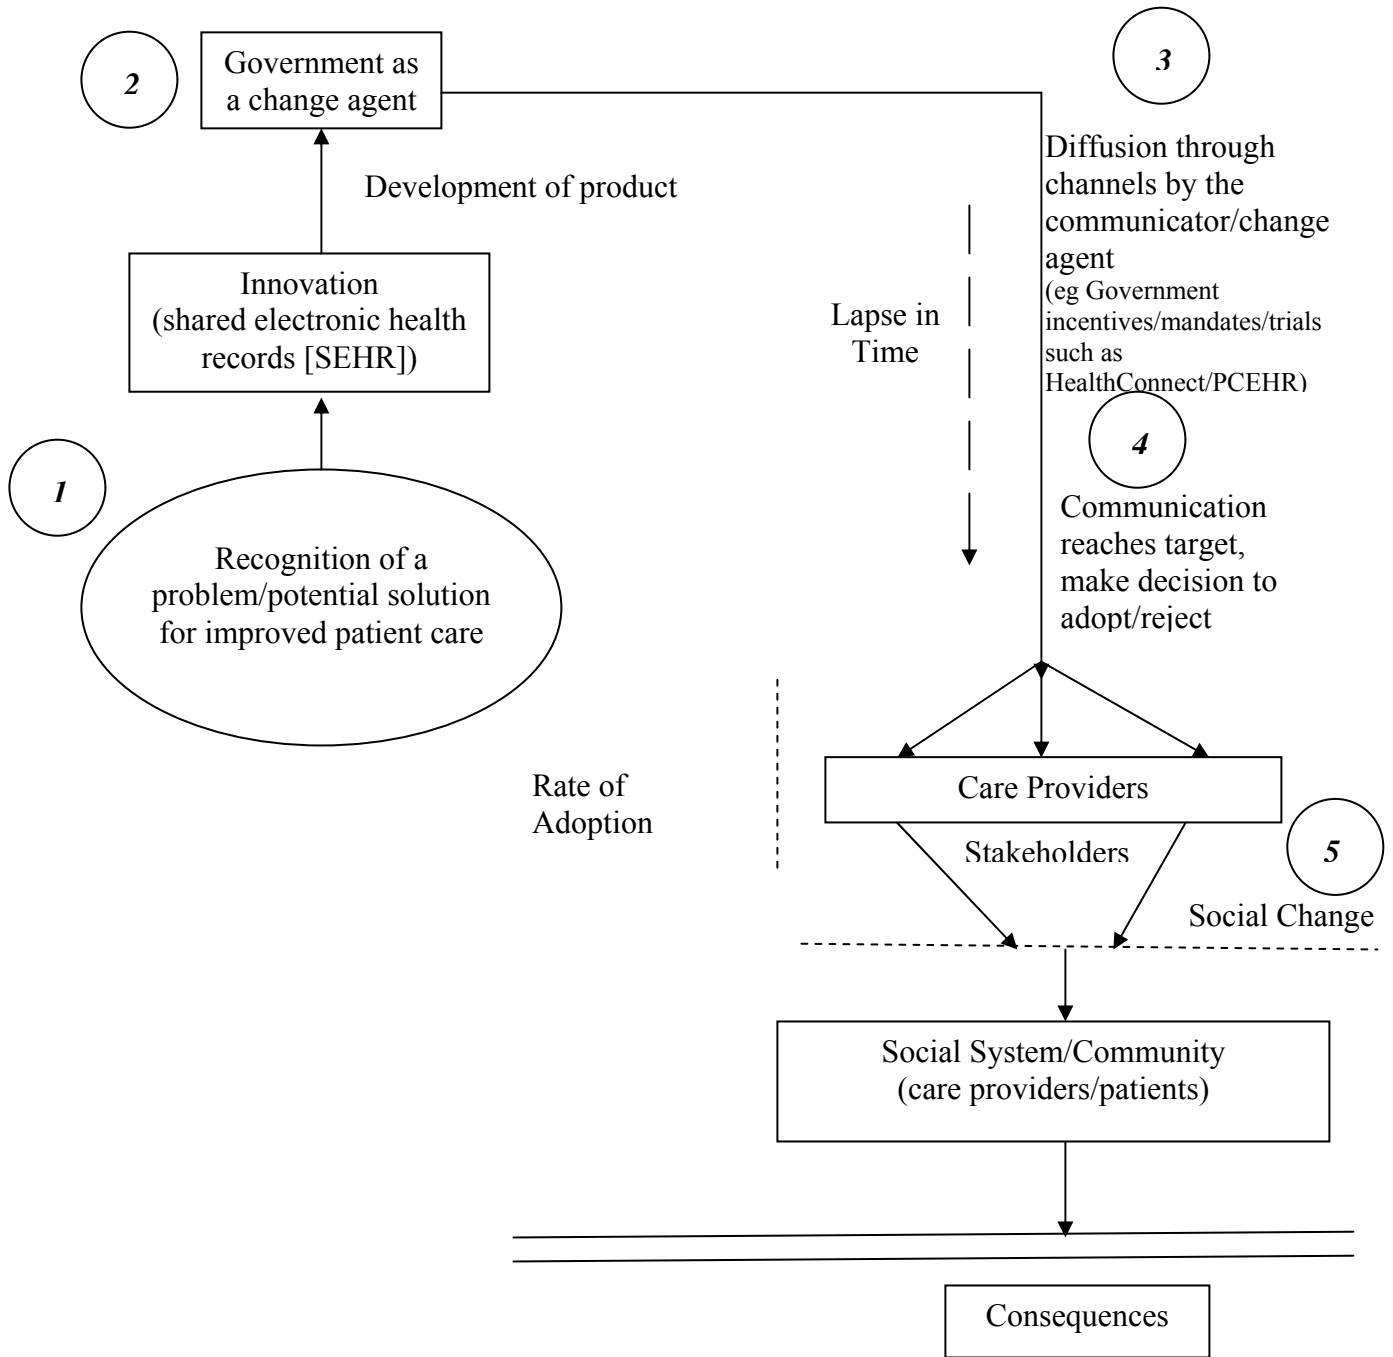 2
Government as
a change agent
3
Development of product
Diffusion through
channels by the
communicator/change
agent
(eg Government
incentives/mandates/trials
such as
HealthConnect/PCEHR)
Innovation
(shared electronic health
records [SEHR])
Lapse in
Time
1
Recognition of a
problem/potential solution
for improved patient care
4
Communication
reaches target,
make decision to
adopt/reject
Rate of
Adoption
Care Providers
Stakeholders
5
Social Change
Social System/Community
(care providers/patients)
Consequences